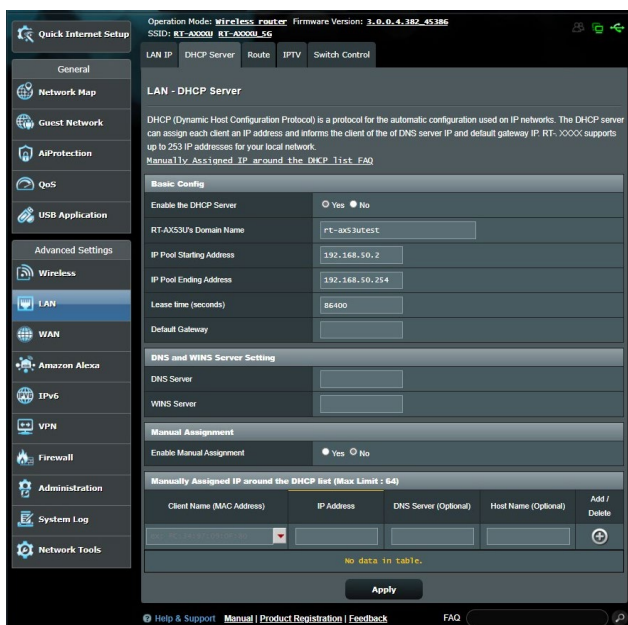 Quick Internet Setup
Operation Mode: Wireless router Firmware Version: 3.0.0.4.382_45386
SSID: RT-AXXXU RT-AXXXU_5G
General
Network Map
Guest Network
AiProtection
QoS
USB Application
Advanced Settings
Wireless
LAN
WAN
Amazon Alexa
IPv6
VPN
Firewall
Administration
System Log
Network Tools
LAN IP DHCP Server Route IPTV Switch Control
LAN - DHCP Server
DHCP (Dynamic Host Configuration Protocol) is a protocol for the automatic configuration used on IP networks. The DHCP server
can assign each client an IP address and informs the client of the of DNS server IP and default gateway IP. RT-XXXX supports
up to 253 IP addresses for your local network.
Manually Assigned IP around the DHCP list FAQ
Basic Config
Enable the DHCP Server Yes No
RT-AX53U's Domain Name rt-ax53utest
IP Pool Starting Address 192.168.50.2
IP Pool Ending Address 192.168.50.254
Lease time (seconds) 86400
Default Gateway
DNS and WINS Server Setting
DNS Server
WINS Server
Manual Assignment
Enable Manual Assignment Yes No
Manually Assigned IP around the DHCP list (Max Limit : 64)
Client Name (MAC Address) IP Address DNS Server (Optional) Host Name (Optional) Add / Delete
No data in table.
Apply
Help & Support Manual | Product Registration | Feedback FAQ